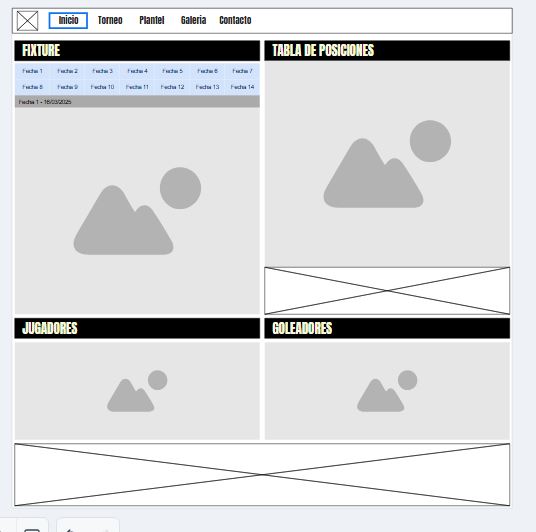 Inicio Torneo Plantel Galeria Contacto
FIXTURE
Fecha 1 Fecha 2 Fecha 3 Fecha 4 Fecha 5 Fecha 6 Fecha 7
Fecha 8 Fecha 9 Fecha 10 Fecha 11 Fecha 12 Fecha 13 Fecha 14
Fecha 1 - 16/03/2025
TABLA DE POSICIONES
JUGADORES
GOLEADORES